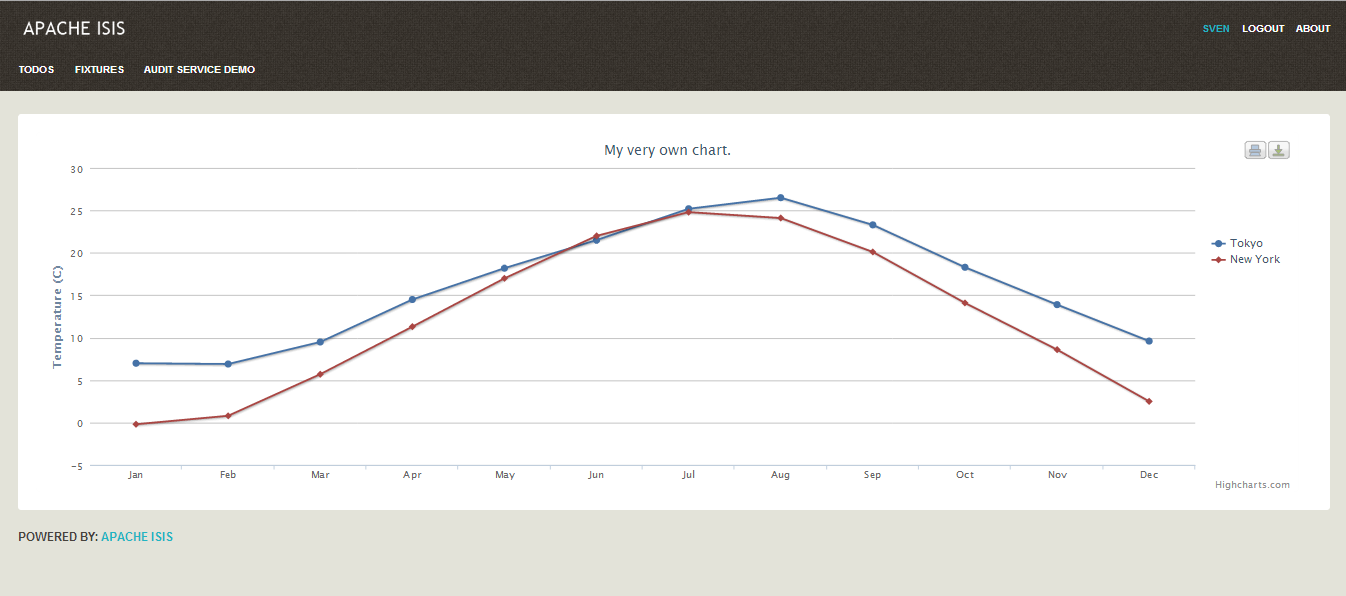 APACHE ISIS
SVEN LOGOUT ABOUT
TODOS FIXTURES AUDIT SERVICE DEMO
My very own chart.
Temperature (C)
30
25
20
15
10
5
0
-5
Jan Feb Mar Apr May Jun Jul Aug Sep Oct Nov Dec
Tokyo
New York
Highcharts.com
POWERED BY: APACHE ISIS